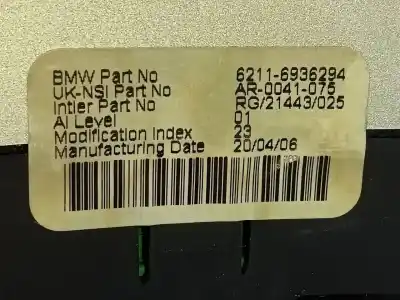 BMW Part No 6211-6936294
UK-NSI Part No AR-0041-075
Intier Part No RG/21443/025
AI Level 01
Modification Index 23
Manufacturing Date 20/04/06